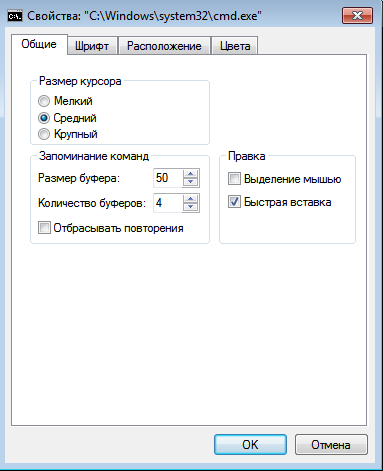 Свойства: "C:\Windows\system32\cmd.exe"
Общие Шрифт Расположение Цвета
Размер курсора
Мелкий
Средний
Крупный
Запоминание команд
Размер буфера: 50
Количество буферов: 4
Отбрасывать повторения
Правка
Выделение мышью
Быстрая вставка
OK Отмена